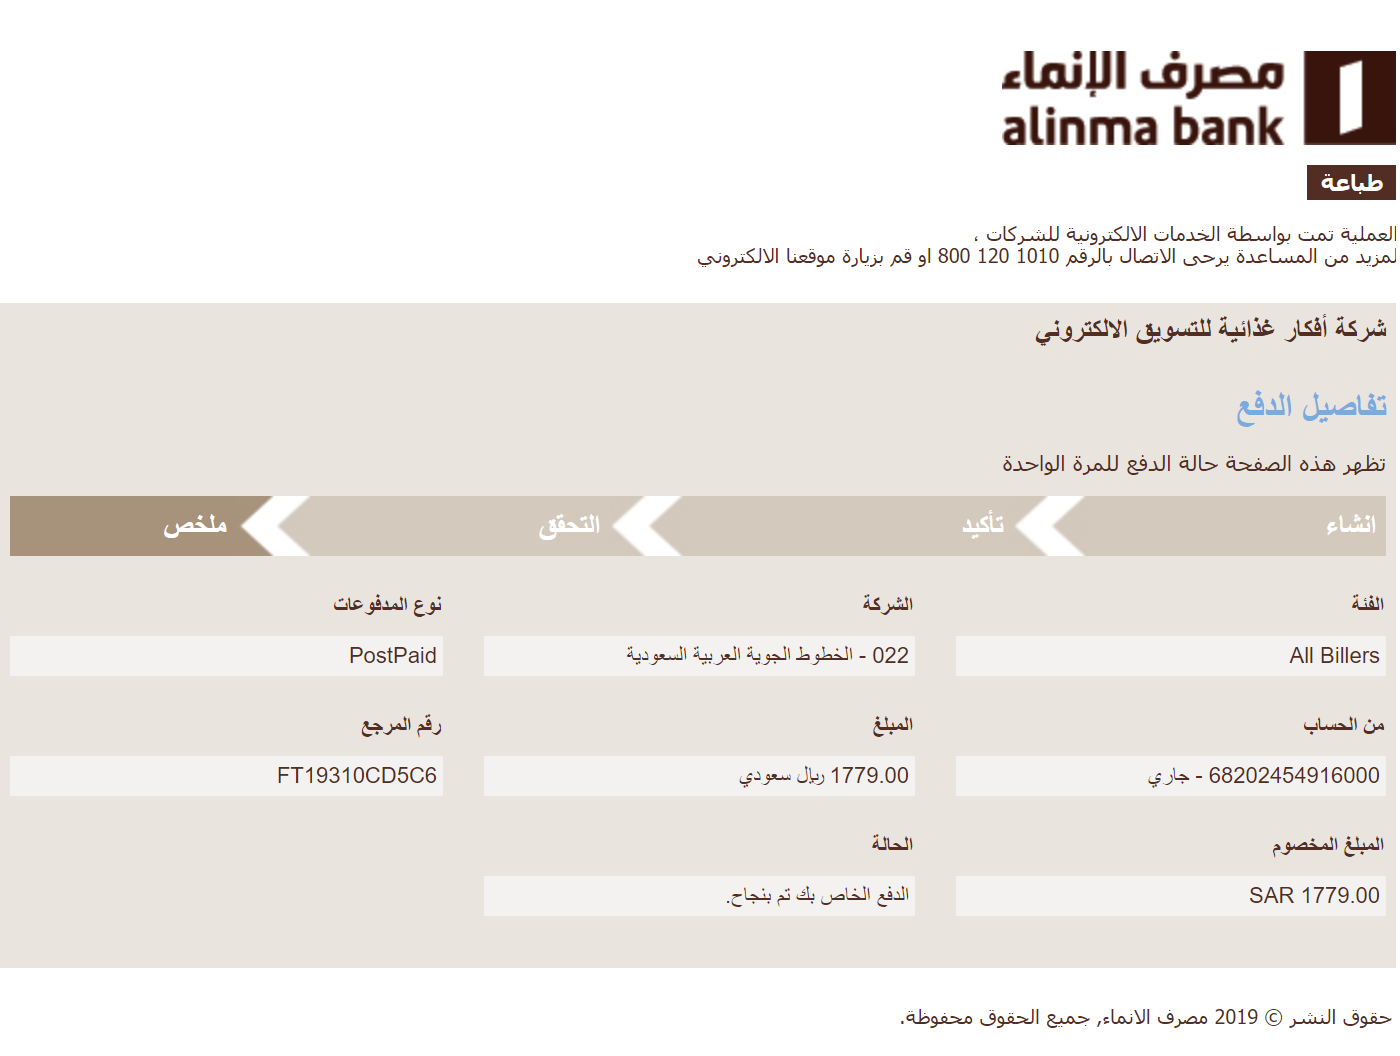 مصرف الإنماء
alinma bank
طباعة
العملية تمت بواسطة الخدمات الالكترونية للشركات ،
لمزيد من المساعدة يرحى الاتصال بالرقم 1010 120 800 او قم بزيارة موقعنا الالكتروني
شركة أفكار غذائية للتسويق الالكتروني
تفاصيل الدفع
تظهر هذه الصفحة حالة الدفع للمرة الواحدة
انشاء تأكيد التحقق ملخص
الفئة الشركة نوع المدفوعات
All Billers 022 - الخطوط الجوية العربية السعودية PostPaid
من الحساب المبلغ رقم المرجع
68202454916000 - جاري 1779.00 ريال سعودي FT19310CD5C6
المبلغ المخصوم الحالة
SAR 1779.00 الدفع الخاص بك تم بنجاح.
حقوق النشر © 2019 مصرف الانماء, جميع الحقوق محفوظة.